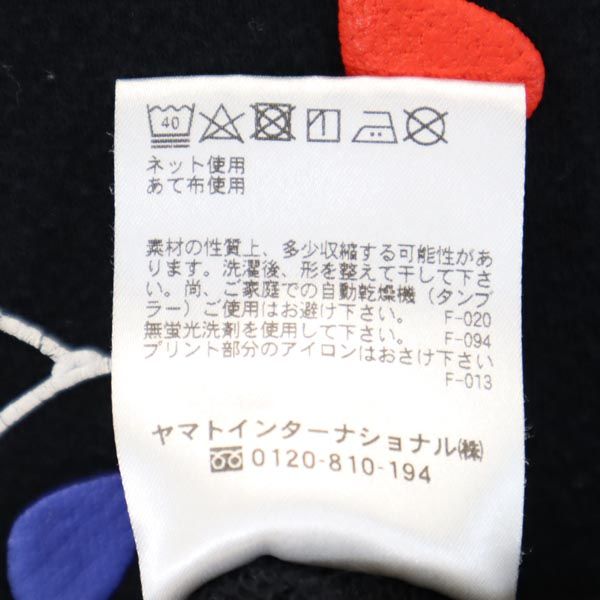 40
ネット使用
あて布使用
素材の性質上、多少収縮する可能性があ
ります。洗濯後、形を整えて干して下さ
い。尚、ご家庭での自動乾燥機（タンブ
ラー）ご使用はお避け下さい。 F-020
無蛍光洗剤を使用して下さい。 F-094
プリント部分のアイロンはおさけ下さい
F-013
ヤマトインターナショナル㈱
0120-810-194